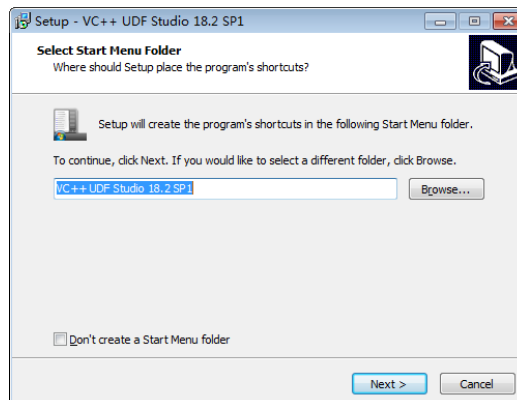 Setup - VC++ UDF Studio 18.2 SP1
Select Start Menu Folder
Where should Setup place the program's shortcuts?
Setup will create the program's shortcuts in the following Start Menu folder.
To continue, click Next. If you would like to select a different folder, click Browse.
VC++ UDF Studio 18.2 SP1
Browse...
Don't create a Start Menu folder
Next >
Cancel